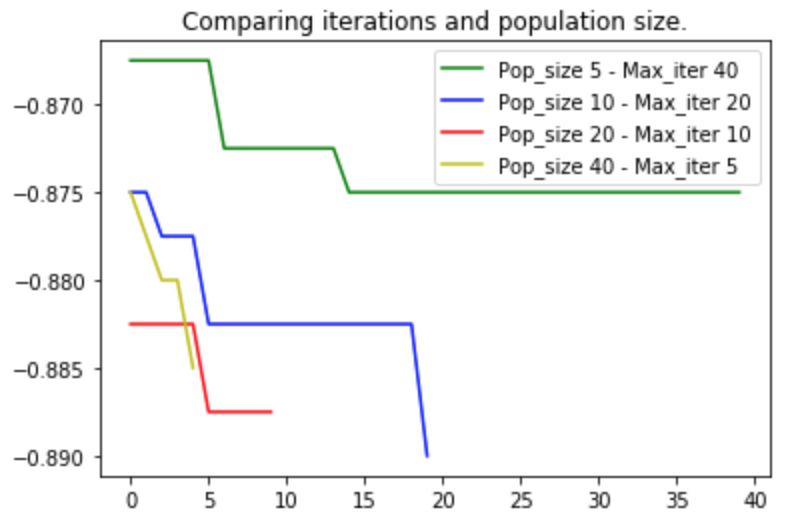 Comparing iterations and population size.
Pop_size 5 - Max_iter 40
Pop_size 10 - Max_iter 20
Pop_size 20 - Max_iter 10
Pop_size 40 - Max_iter 5
−0.870
−0.875
−0.880
−0.885
−0.890
0 5 10 15 20 25 30 35 40